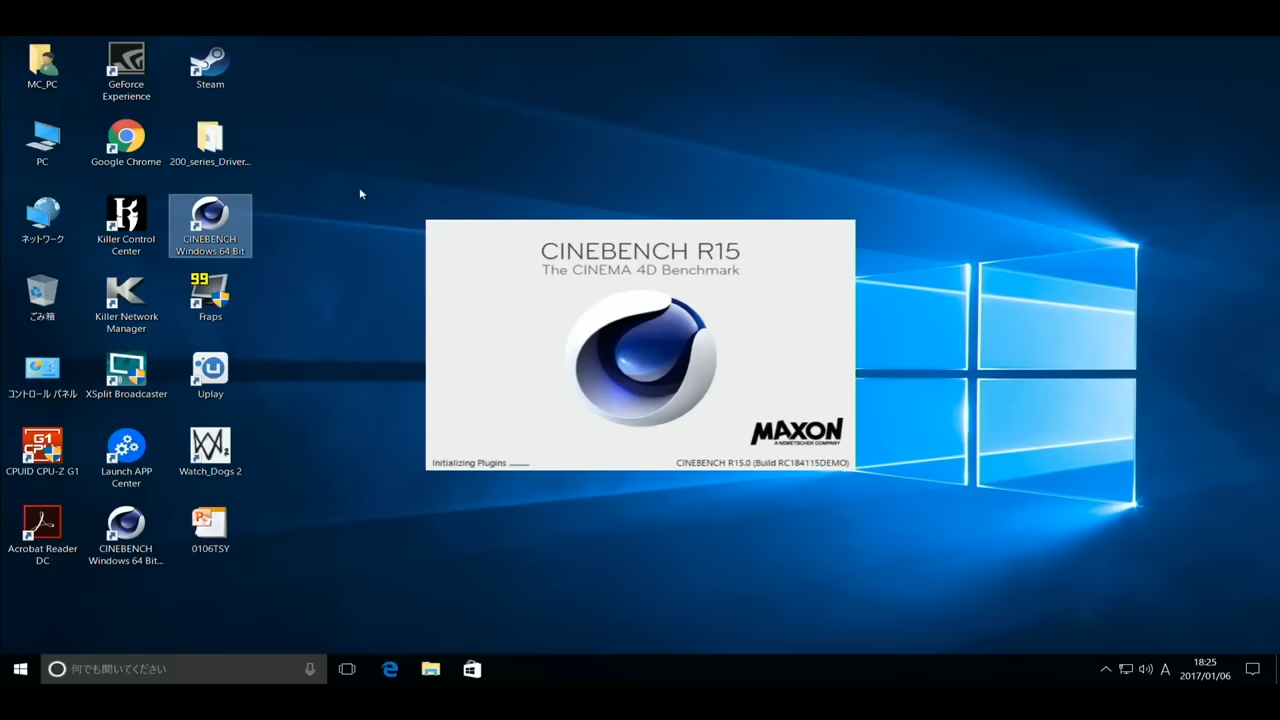 MC_PC
GeForce
Experience
Steam
PC
Google Chrome
200_series_Driver...
ネットワーク
Killer Control
Center
CINEBENCH
Windows 64 Bit
ごみ箱
Killer Network
Manager
99
Fraps
コントロール パネル
XSplit Broadcaster
Uplay
G1
CPUID CPU-Z G1
Launch APP
Center
Watch_Dogs 2
Acrobat Reader
DC
CINEBENCH
Windows 64 Bit...
0106TSY
CINEBENCH R15
The CINEMA 4D Benchmark
MAXON
A NEMETSCHEK COMPANY
Initializing Plugins
CINEBENCH R15.0 (Build RC184115DEMO)
何でも聞いてください
A
18:25
2017/01/06